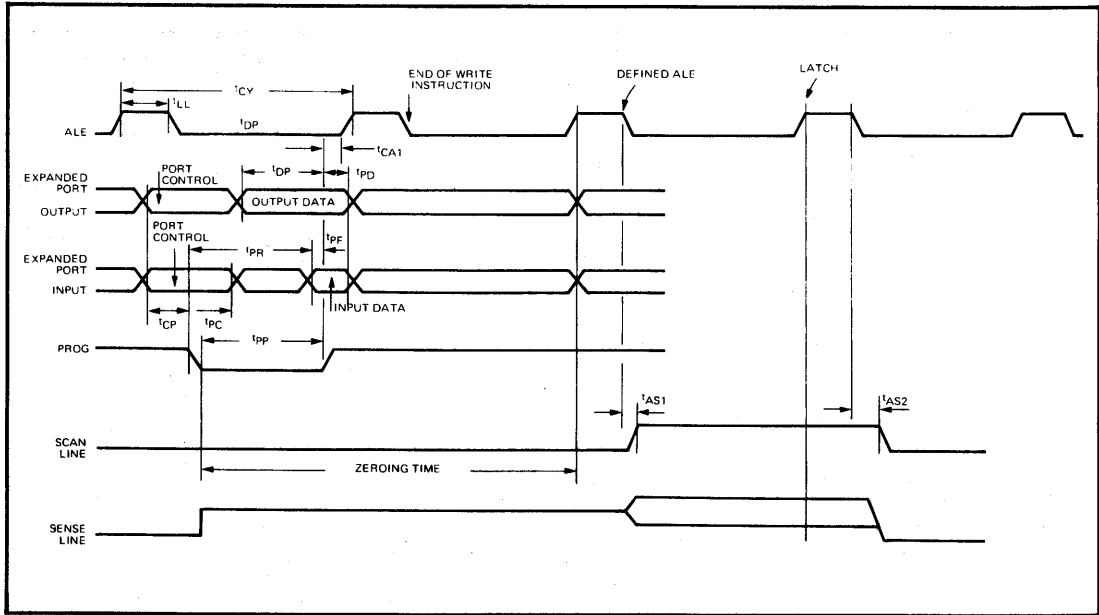 END OF WRITE
INSTRUCTION
DEFINED ALE
LATCH
tCY
tLL
ALE
tDP
tCA1
EXPANDED
PORT
OUTPUT
PORT
CONTROL
tDP
tPD
OUTPUT DATA
PORT
CONTROL
tPR
tPF
EXPANDED
PORT
INPUT
INPUT DATA
tCP
tPC
PROG
tPP
tAS1
tAS2
SCAN
LINE
ZEROING TIME
SENSE
LINE